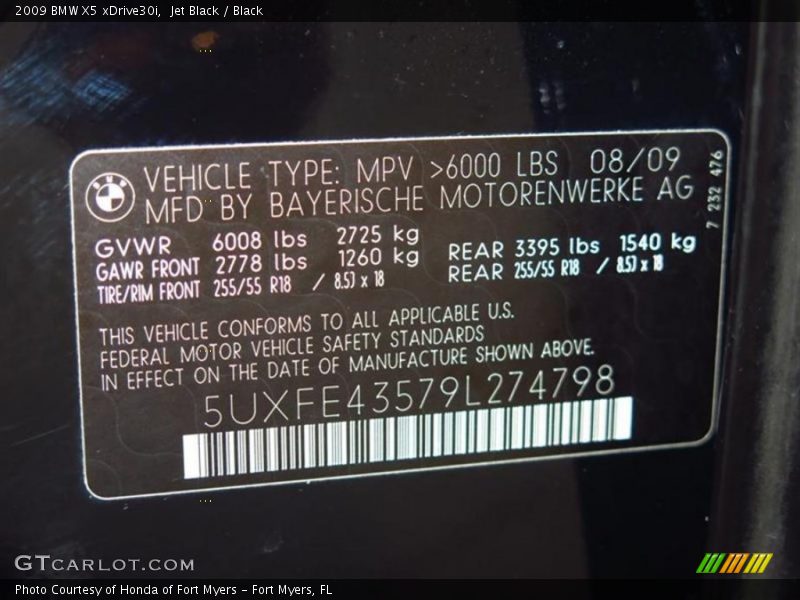 2009 BMW X5 xDrive30i, Jet Black / Black
VEHICLE TYPE: MPV >6000 LBS 08/09
MFD BY BAYERISCHE MOTORENWERKE AG
7 232 476
GVWR 6008 lbs 2725 kg
GAWR FRONT 2778 lbs 1260 kg REAR 3395 lbs 1540 kg
TIRE/RIM FRONT 255/55 R18 / 8.5J x 18 REAR 255/55 R18 / 8.5J x 18
THIS VEHICLE CONFORMS TO ALL APPLICABLE U.S.
FEDERAL MOTOR VEHICLE SAFETY STANDARDS
IN EFFECT ON THE DATE OF MANUFACTURE SHOWN ABOVE.
5UXFE43579L274798
GTCARLOT.COM
Photo Courtesy of Honda of Fort Myers - Fort Myers, FL